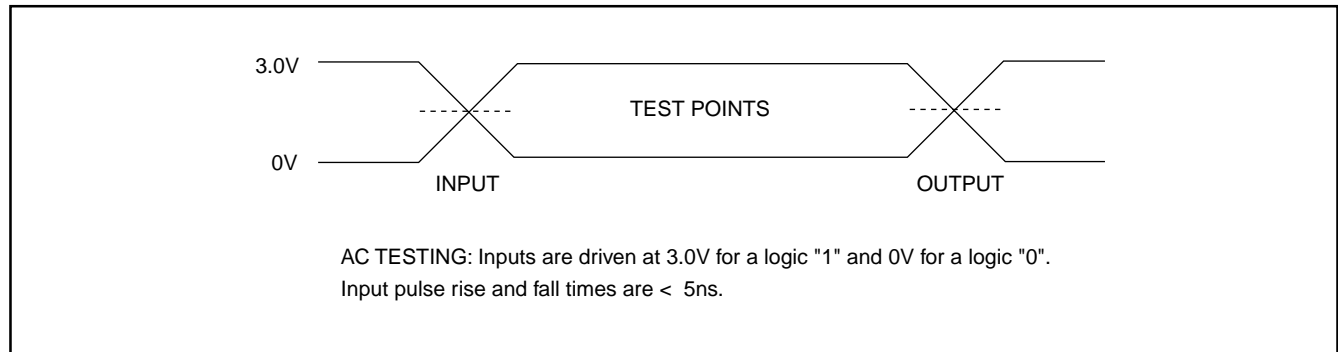 3.0V
TEST POINTS
0V
INPUT
OUTPUT
AC TESTING: Inputs are driven at 3.0V for a logic "1" and 0V for a logic "0".
Input pulse rise and fall times are < 5ns.